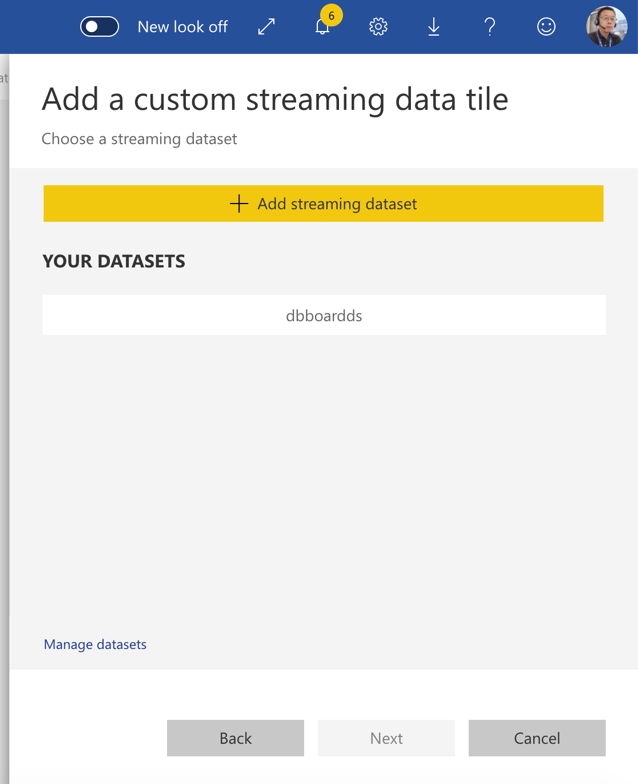 New look off
6
at
Add a custom streaming data tile
Choose a streaming dataset
Add streaming dataset
YOUR DATASETS
dbboardds
Manage datasets
Back
Next
Cancel